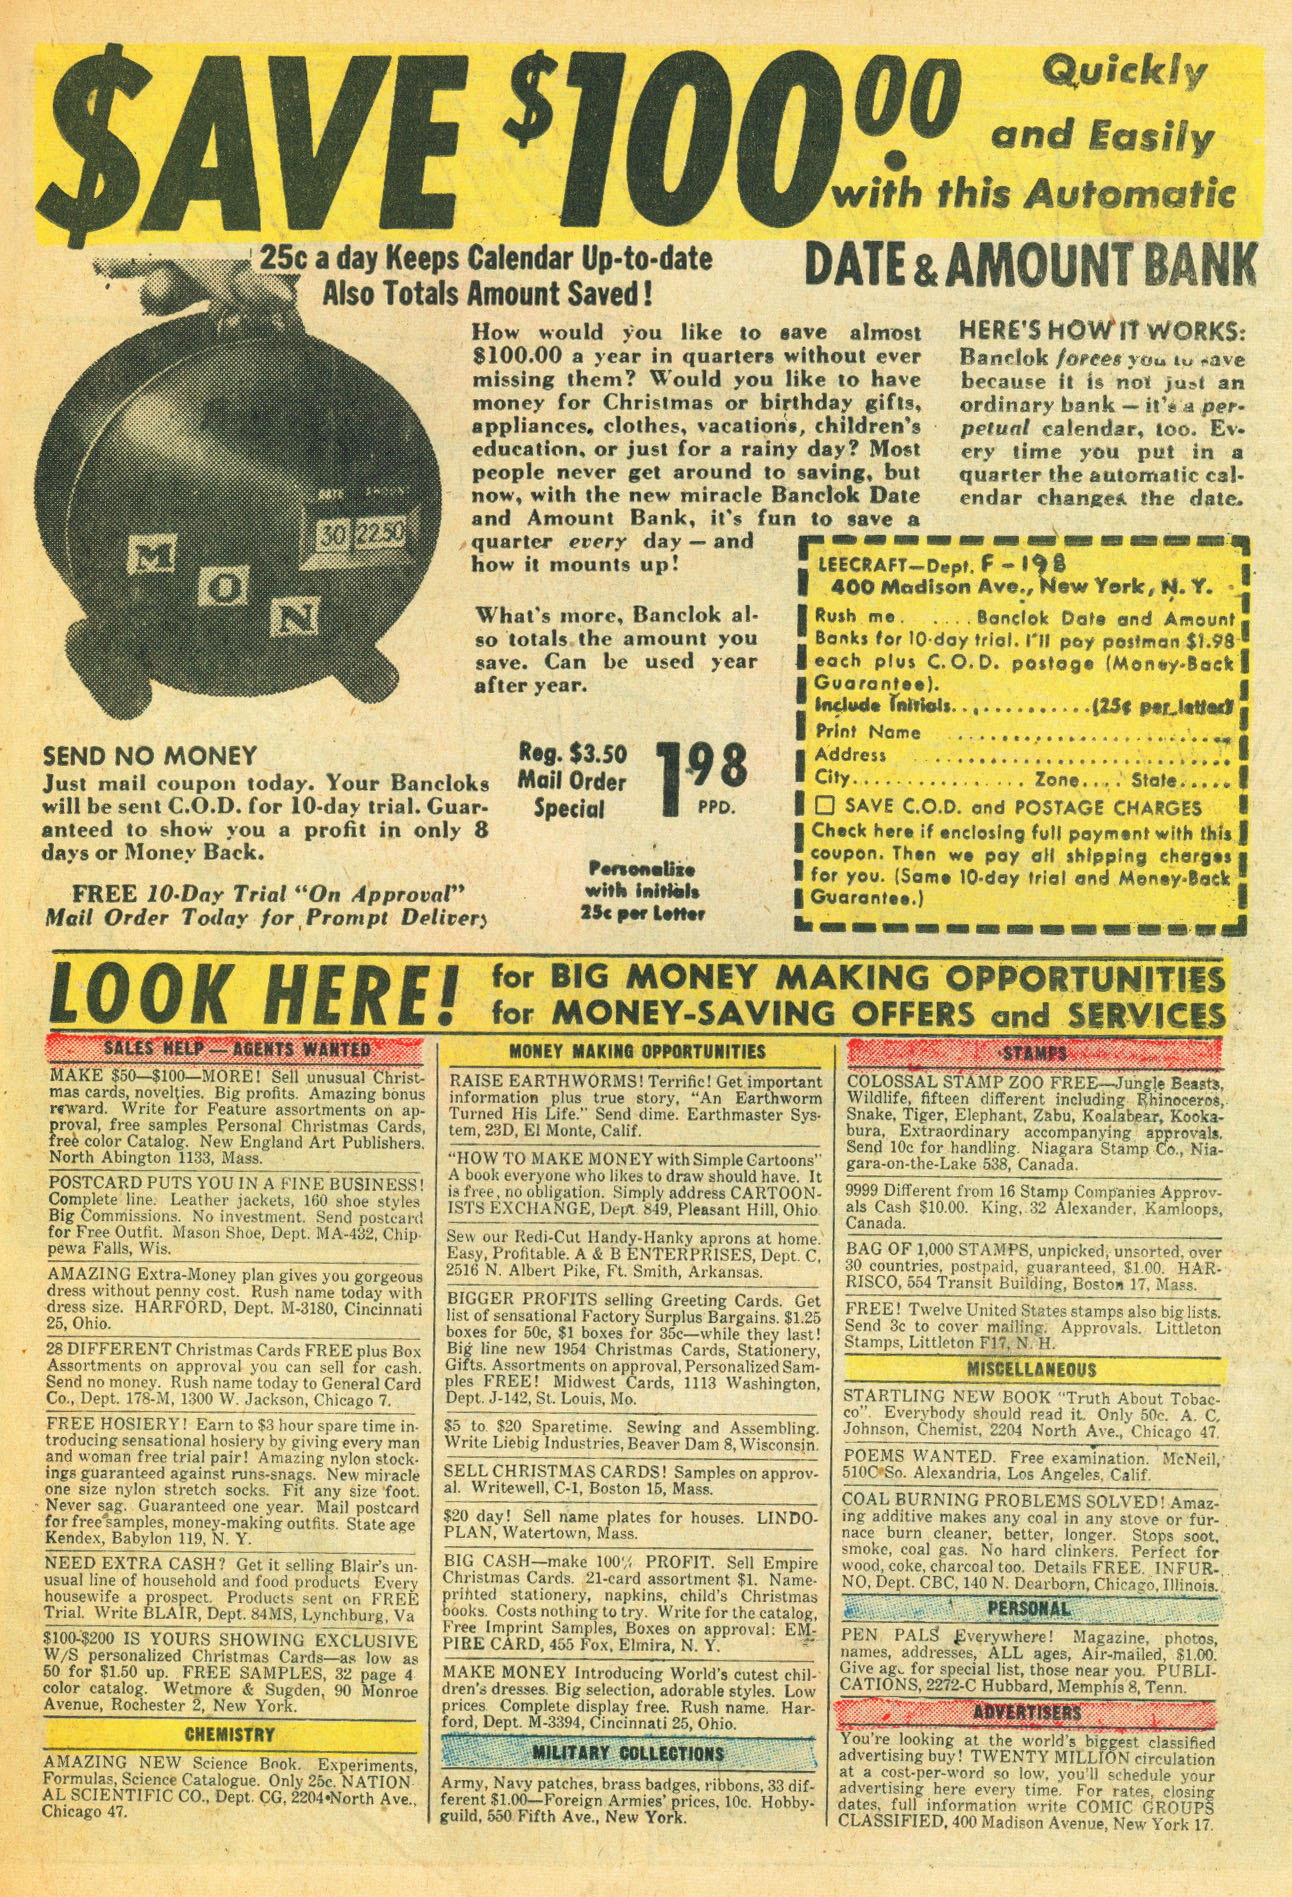 $AVE $100.00
Quickly
and Easily
with this Automatic
DATE & AMOUNT BANK
25c a day Keeps Calendar Up-to-date
Also Totals Amount Saved!
DATE AMOUNT
30 22.50
M
O
N
How would you like to save almost
$100.00 a year in quarters without ever
missing them? Would you like to have
money for Christmas or birthday gifts,
appliances, clothes, vacations, children's
education, or just for a rainy day? Most
people never get around to saving, but
now, with the new miracle Banclok Date
and Amount Bank, it's fun to save a
quarter every day — and
how it mounts up!
What's more, Banclok al-
so totals the amount you
save. Can be used year
after year.
HERE'S HOW IT WORKS:
Banclok forces you to save
because it is not just an
ordinary bank — it's a per-
petual calendar, too. Ev-
ery time you put in a
quarter the automatic cal-
endar changes the date.
SEND NO MONEY
Just mail coupon today. Your Bancloks
will be sent C.O.D. for 10-day trial. Guar-
anteed to show you a profit in only 8
days or Money Back.
FREE 10-Day Trial "On Approval"
Mail Order Today for Prompt Delivery
Reg. $3.50
Mail Order
Special
1.98
PPD.
Personalize
with initials
25c per Letter
LEECRAFT—Dept. F-198
400 Madison Ave., New York, N. Y.
Rush me. ..... Banclok Date and Amount
Banks for 10-day trial. I'll pay postman $1.98
each plus C.O.D. postage (Money-Back
Guarantee).
Include Initials..............(25¢ per letter)
Print Name ..........................
Address ..........................
City............... Zone.... State.....
SAVE C.O.D. and POSTAGE CHARGES
Check here if enclosing full payment with this
coupon. Then we pay all shipping charges
for you. (Same 10-day trial and Money-Back
Guarantee.)
LOOK HERE!
for BIG MONEY MAKING OPPORTUNITIES
for MONEY-SAVING OFFERS and SERVICES
SALES HELP — AGENTS WANTED
MAKE $50—$100—MORE! Sell unusual Christ-
mas cards, novelties. Big profits. Amazing bonus
reward. Write for Feature assortments on ap-
proval, free samples Personal Christmas Cards,
free color Catalog. New England Art Publishers.
North Abington 1133, Mass.
POSTCARD PUTS YOU IN A FINE BUSINESS!
Complete line. Leather jackets, 160 shoe styles
Big Commissions. No investment. Send postcard
for Free Outfit. Mason Shoe, Dept. MA-432, Chip-
pewa Falls, Wis.
AMAZING Extra-Money plan gives you gorgeous
dress without penny cost. Rush name today with
dress size. HARFORD, Dept. M-3180, Cincinnati
25, Ohio.
28 DIFFERENT Christmas Cards FREE plus Box
Assortments on approval you can sell for cash.
Send no money. Rush name today to General Card
Co., Dept. 178-M, 1300 W. Jackson, Chicago 7.
FREE HOSIERY! Earn to $3 hour spare time in-
troducing sensational hosiery by giving every man
and woman free trial pair! Amazing nylon stock-
ings guaranteed against runs-snags. New miracle
one size nylon stretch socks. Fit any size foot.
Never sag. Guaranteed one year. Mail postcard
for free samples, money-making outfits. State age
Kendex, Babylon 119, N. Y.
NEED EXTRA CASH? Get it selling Blair's un-
usual line of household and food products Every
housewife a prospect. Products sent on FREE
Trial. Write BLAIR, Dept. 84MS, Lynchburg, Va
$100-$200 IS YOURS SHOWING EXCLUSIVE
W/S personalized Christmas Cards—as low as
50 for $1.50 up. FREE SAMPLES, 32 page 4
color catalog. Wetmore & Sugden, 90 Monroe
Avenue, Rochester 2, New York.
CHEMISTRY
AMAZING NEW Science Book. Experiments,
Formulas, Science Catalogue. Only 25c. NATION
AL SCIENTIFIC CO., Dept. CG, 2204 North Ave.,
Chicago 47.
MONEY MAKING OPPORTUNITIES
RAISE EARTHWORMS! Terrific! Get important
information plus true story, "An Earthworm
Turned His Life." Send dime. Earthmaster Sys-
tem, 23D, El Monte, Calif.
"HOW TO MAKE MONEY with Simple Cartoons"
A book everyone who likes to draw should have. It
is free, no obligation. Simply address CARTOON-
ISTS EXCHANGE, Dept. 849, Pleasant Hill, Ohio
Sew our Redi-Cut Handy-Hanky aprons at home.
Easy, Profitable. A & B ENTERPRISES, Dept. C,
2516 N. Albert Pike, Ft. Smith, Arkansas.
BIGGER PROFITS selling Greeting Cards. Get
list of sensational Factory Surplus Bargains. $1.25
boxes for 50c, $1 boxes for 35c—while they last!
Big line new 1954 Christmas Cards, Stationery,
Gifts. Assortments on approval, Personalized Sam-
ples FREE! Midwest Cards, 1113 Washington,
Dept. J-142, St. Louis, Mo.
$5 to $20 Sparetime. Sewing and Assembling.
Write Liebig Industries, Beaver Dam 8, Wisconsin.
SELL CHRISTMAS CARDS! Samples on approv-
al. Writewell, C-1, Boston 15, Mass.
$20 day! Sell name plates for houses. LINDO-
PLAN, Watertown, Mass.
BIG CASH—make 100% PROFIT. Sell Empire
Christmas Cards. 21-card assortment $1. Name-
printed stationery, napkins, child's Christmas
books. Costs nothing to try. Write for the catalog,
Free Imprint Samples, Boxes on approval: EM-
PIRE CARD, 455 Fox, Elmira, N. Y.
MAKE MONEY Introducing World's cutest chil-
dren's dresses. Big selection, adorable styles. Low
prices. Complete display free. Rush name. Har-
ford, Dept. M-3394, Cincinnati 25, Ohio.
MILITARY COLLECTIONS
Army, Navy patches, brass badges, ribbons, 33 dif-
ferent $1.00—Foreign Armies' prices, 10c. Hobby-
guild, 550 Fifth Ave., New York.
STAMPS
COLOSSAL STAMP ZOO FREE—Jungle Beasts,
Wildlife, fifteen different including Rhinoceros,
Snake, Tiger, Elephant, Zabu, Koalabear, Kooka-
bura, Extraordinary accompanying approvals.
Send 10c for handling. Niagara Stamp Co., Nia-
gara-on-the-Lake 538, Canada.
9999 Different from 16 Stamp Companies Approv-
als Cash $10.00. King, 32 Alexander, Kamloops,
Canada.
BAG OF 1,000 STAMPS, unpicked, unsorted, over
30 countries, postpaid, guaranteed, $1.00. HAR-
RISCO, 554 Transit Building, Boston 17, Mass.
FREE! Twelve United States stamps also big lists.
Send 3c to cover mailing. Approvals. Littleton
Stamps, Littleton F17, N. H.
MISCELLANEOUS
STARTLING NEW BOOK "Truth About Tobac-
co". Everybody should read it. Only 50c. A. C.
Johnson, Chemist, 2204 North Ave., Chicago 47.
POEMS WANTED. Free examination. McNeil,
510C So. Alexandria, Los Angeles, Calif.
COAL BURNING PROBLEMS SOLVED! Amaz-
ing additive makes any coal in any stove or fur-
nace burn cleaner, better, longer. Stops soot,
smoke, coal gas. No hard clinkers. Perfect for
wood, coke, charcoal too. Details FREE. INFUR-
NO, Dept. CBC, 140 N. Dearborn, Chicago, Illinois.
PERSONAL
PEN PALS Everywhere! Magazine, photos,
names, addresses, ALL ages, Air-mailed, $1.00.
Give age for special list, those near you. PUBLI-
CATIONS, 2272-C Hubbard, Memphis 8, Tenn.
ADVERTISERS
You're looking at the world's biggest classified
advertising buy! TWENTY MILLION circulation
at a cost-per-word so low, you'll schedule your
advertising here every time. For rates, closing
dates, full information write COMIC GROUPS
CLASSIFIED, 400 Madison Avenue, New York 17.